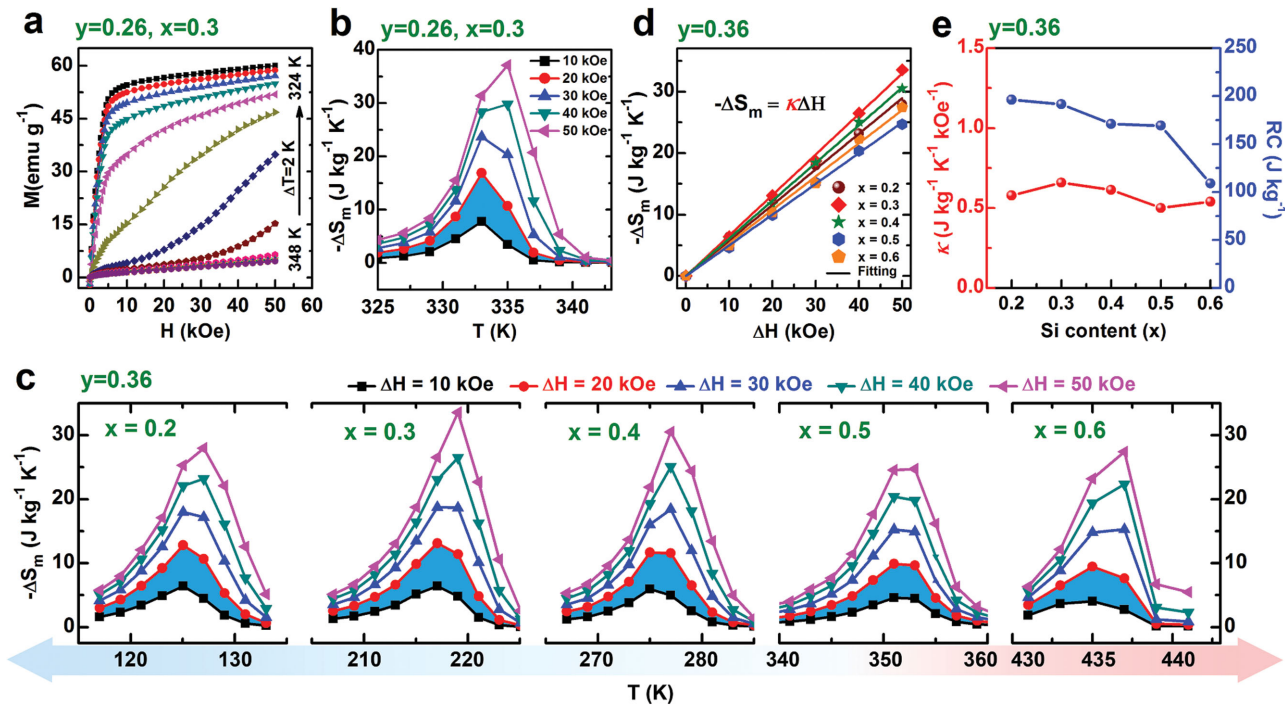 a
y=0.26, x=0.3
M(emu g⁻¹)
60
45
30
15
0
0 10 20 30 40 50 60
H (kOe)
324 K
ΔT=2 K
348 K
b
y=0.26, x=0.3
-ΔSₘ (J kg⁻¹ K⁻¹)
40
30
20
10
0
325 330 335 340
T (K)
10 kOe
20 kOe
30 kOe
40 kOe
50 kOe
d
y=0.36
-ΔSₘ (J kg⁻¹ K⁻¹)
36
24
12
0
0 10 20 30 40 50
ΔH (kOe)
-ΔSₘ = κΔH
x = 0.2
x = 0.3
x = 0.4
x = 0.5
x = 0.6
Fitting
e
y=0.36
κ (J kg⁻¹ K⁻¹ kOe⁻¹)
1.5
1.0
0.5
0.0
0.2 0.3 0.4 0.5 0.6
Si content (x)
250
200
150
100
50
0
RC (J kg⁻¹)
c
y=0.36
ΔH = 10 kOe ΔH = 20 kOe ΔH = 30 kOe ΔH = 40 kOe ΔH = 50 kOe
-ΔSₘ (J kg⁻¹ K⁻¹)
30
20
10
0
x = 0.2
x = 0.3
x = 0.4
x = 0.5
x = 0.6
30
20
10
0
120 130 210 220 270 280 340 350 360 430 435 440
T (K)